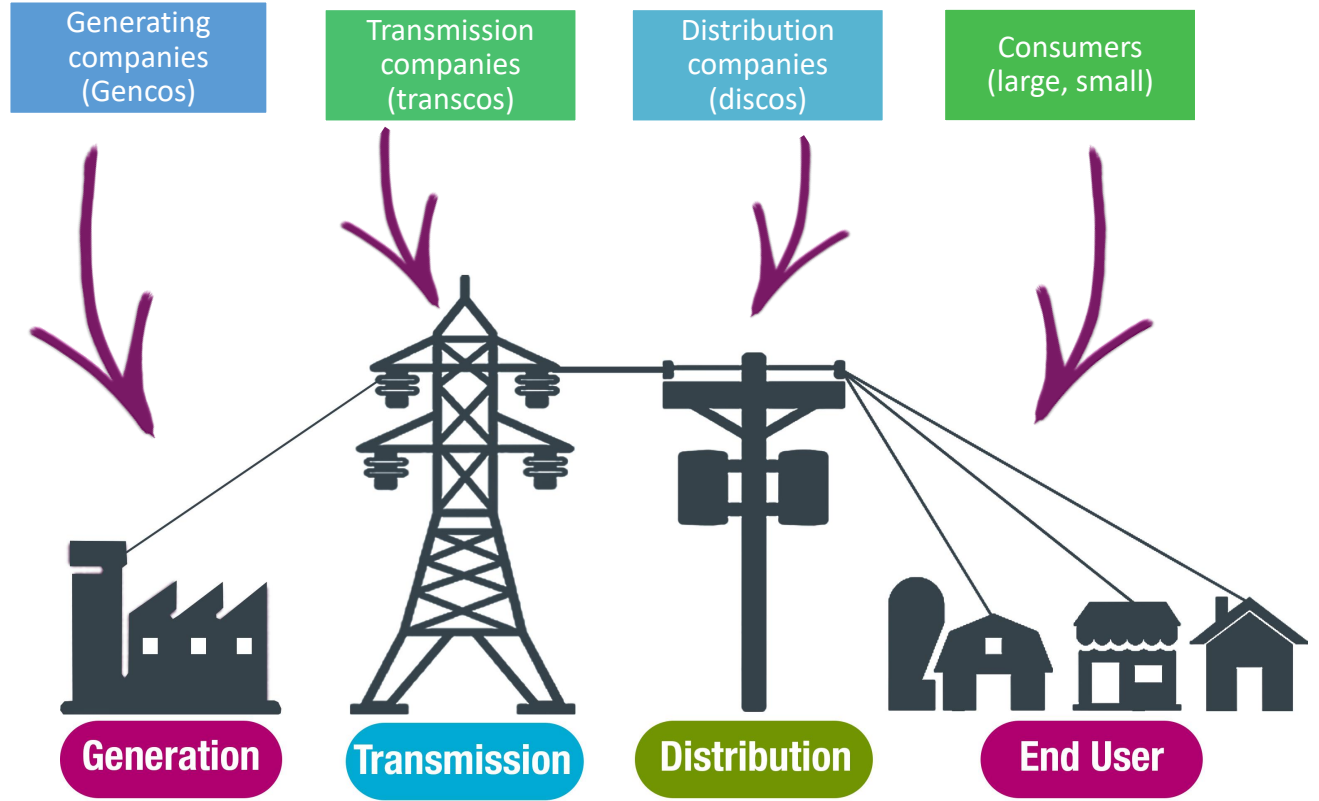 Generating
companies
(Gencos)
Transmission
companies
(transcos)
Distribution
companies
(discos)
Consumers
(large, small)
Generation
Transmission
Distribution
End User